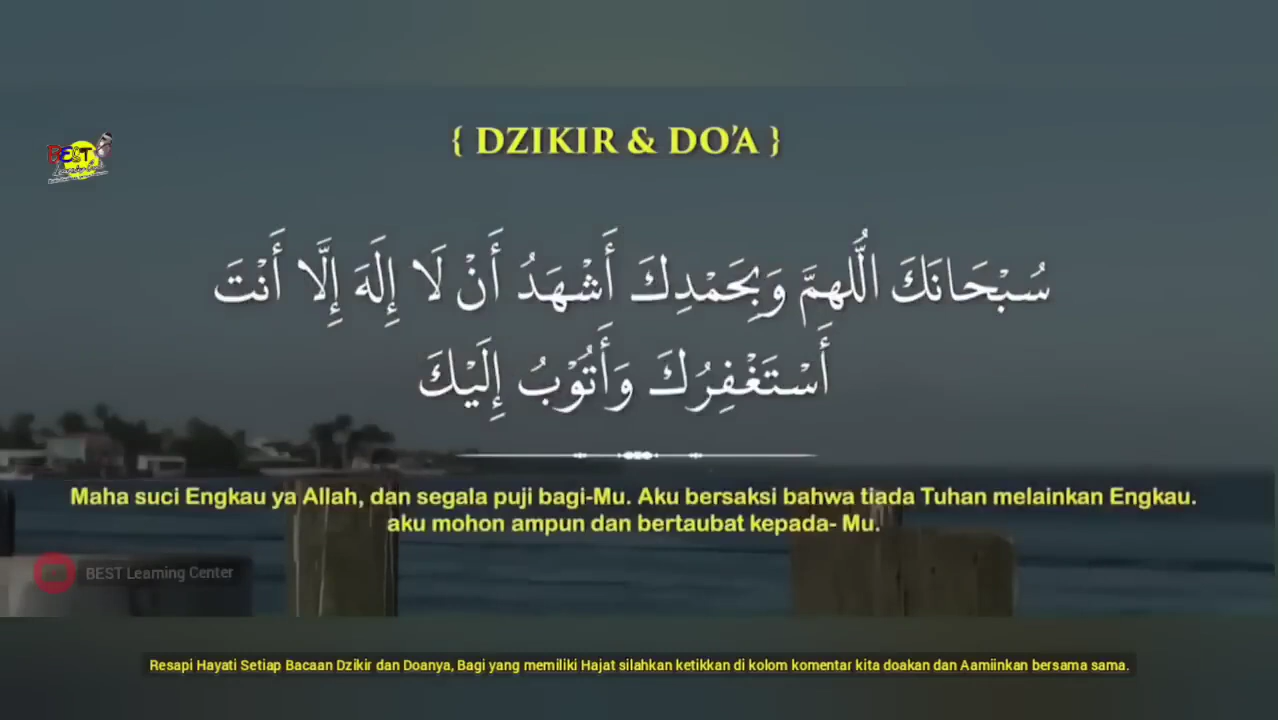 { DZIKIR & DO'A }
BEST
سُبْحَانَكَ اللَّهُمَّ وَبِحَمْدِكَ أَشْهَدُ أَنْ لَا إِلَهَ إِلَّا أَنْتَ
أَسْتَغْفِرُكَ وَأَتُوْبُ إِلَيْكَ
Maha suci Engkau ya Allah, dan segala puji bagi-Mu. Aku bersaksi bahwa tiada Tuhan melainkan Engkau.
aku mohon ampun dan bertaubat kepada- Mu.
BEST Learning Center
Resapi Hayati Setiap Bacaan Dzikir dan Doanya, Bagi yang memiliki Hajat silahkan ketikkan di kolom komentar kita doakan dan Aamiinkan bersama sama.